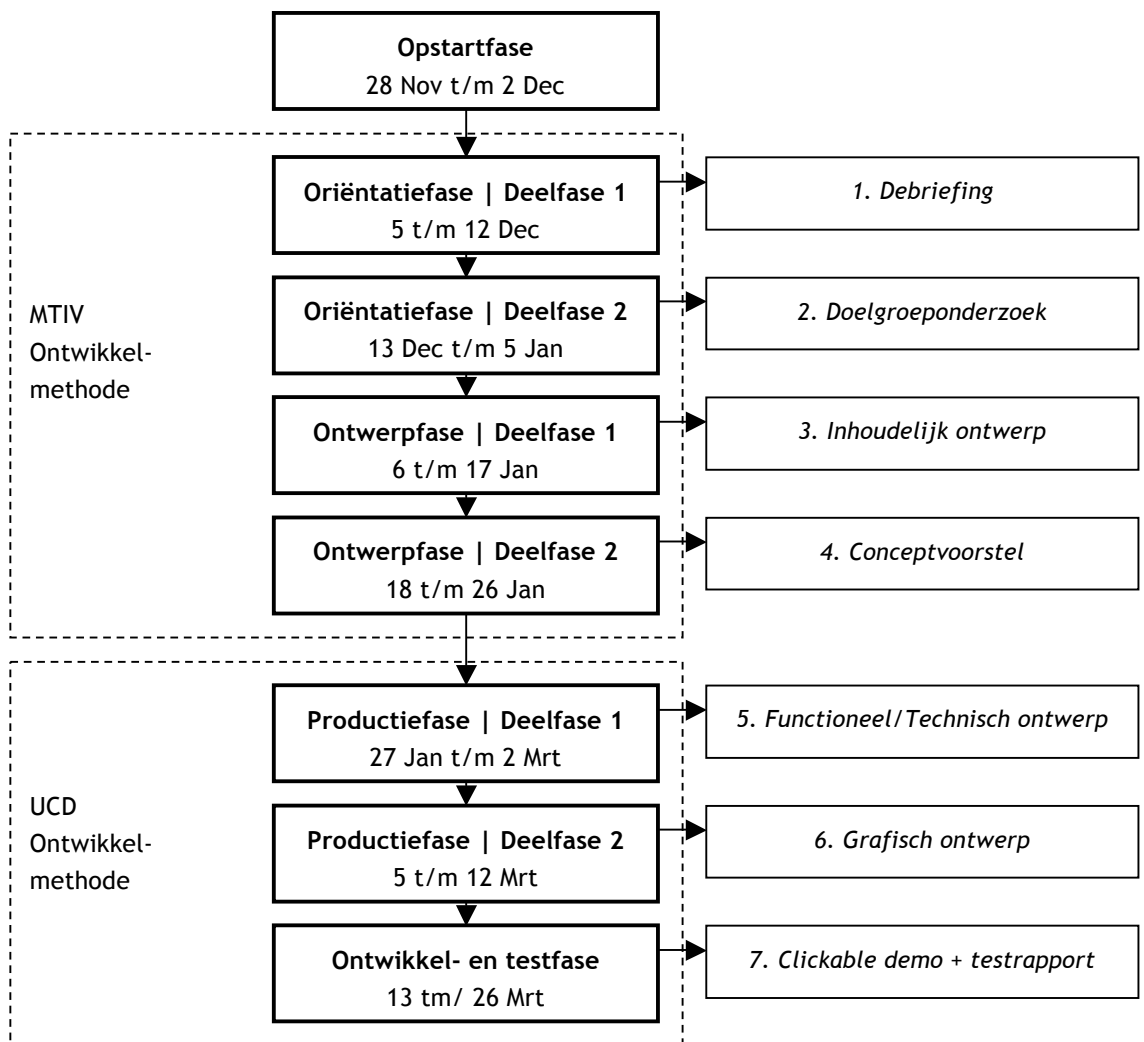 Opstartfase
28 Nov t/m 2 Dec
MTIV
Ontwikkel-
methode
Oriëntatiefase | Deelfase 1
5 t/m 12 Dec
1. Debriefing
Oriëntatiefase | Deelfase 2
13 Dec t/m 5 Jan
2. Doelgroeponderzoek
Ontwerpfase | Deelfase 1
6 t/m 17 Jan
3. Inhoudelijk ontwerp
Ontwerpfase | Deelfase 2
18 t/m 26 Jan
4. Conceptvoorstel
UCD
Ontwikkel-
methode
Productiefase | Deelfase 1
27 Jan t/m 2 Mrt
5. Functioneel/Technisch ontwerp
Productiefase | Deelfase 2
5 t/m 12 Mrt
6. Grafisch ontwerp
Ontwikkel- en testfase
13 tm/ 26 Mrt
7. Clickable demo + testrapport